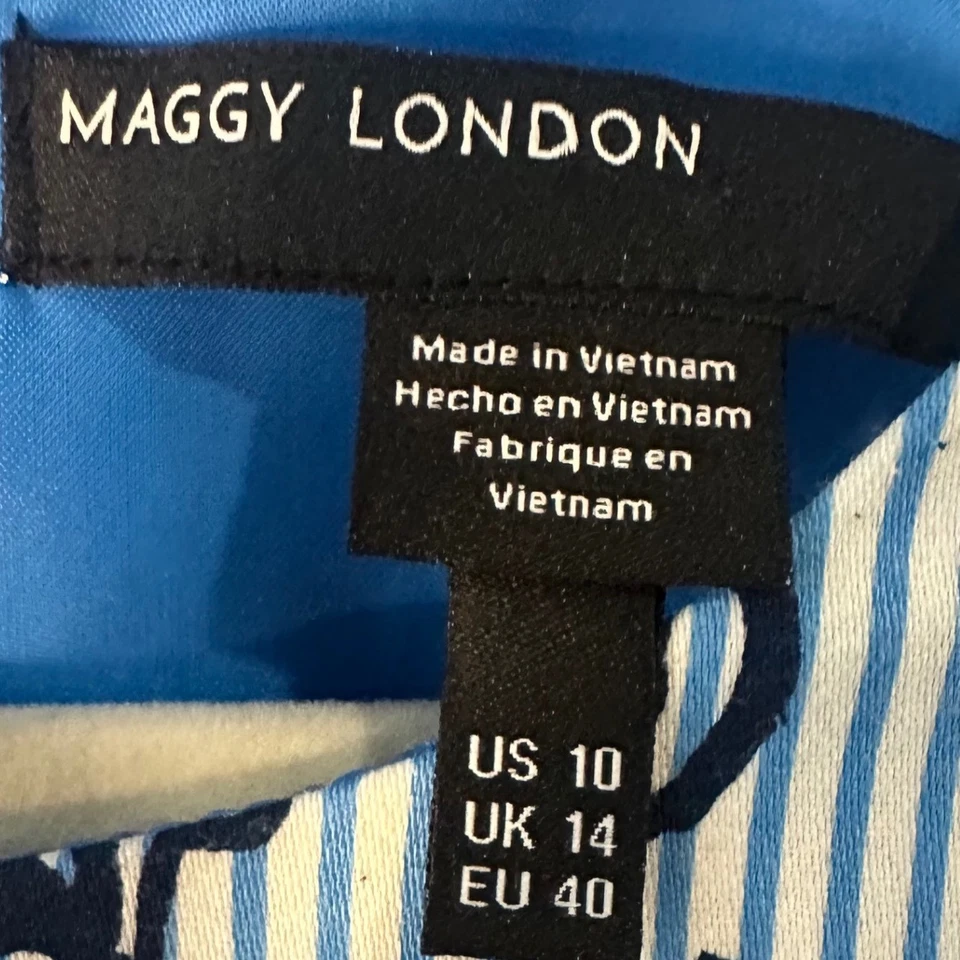 MAGGY LONDON
Made in Vietnam
Hecho en Vietnam
Fabrique en
Vietnam
US 10
UK 14
EU 40